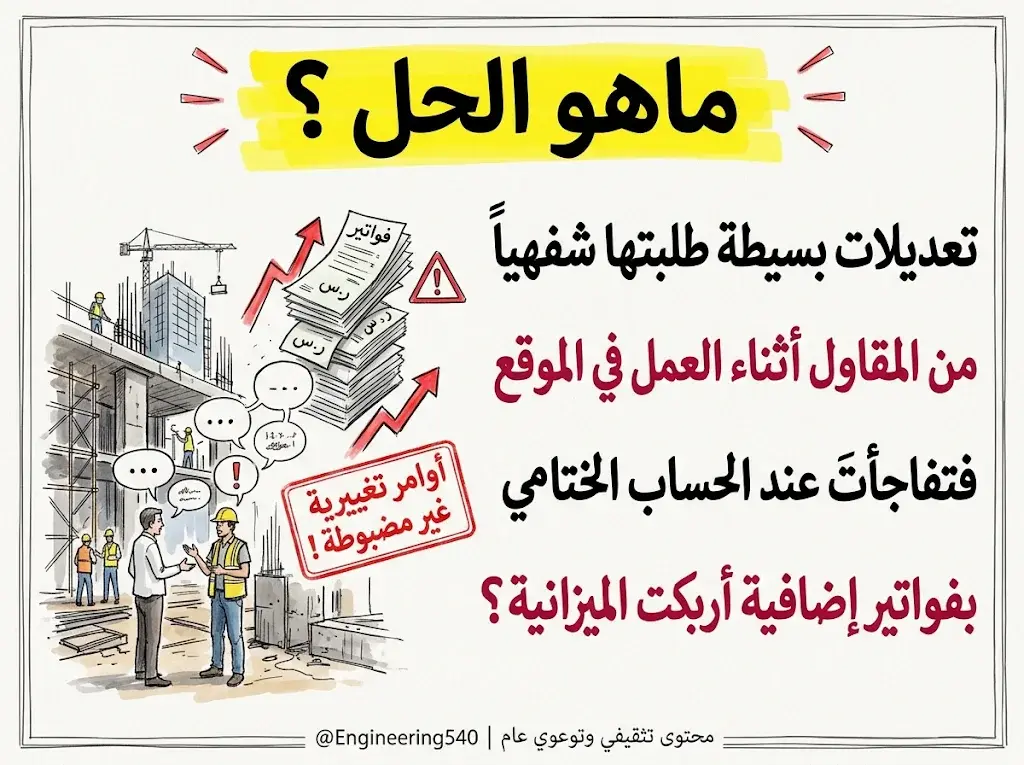 ماهو الحل ؟
تعديلات بسيطة طلبتها شفهياً
من المقاول أثناء العمل في الموقع
فتفاجأتَ عند الحساب الختامي
بفواتير إضافية أربكت الميزانية ؟
فواتير
ر.س
ر.س
ر.س
!
...
...
...
!
أوامر تغييرية
غير مضبوطة !
محتوى تثقيفي وتوعوي عام | @Engineering540